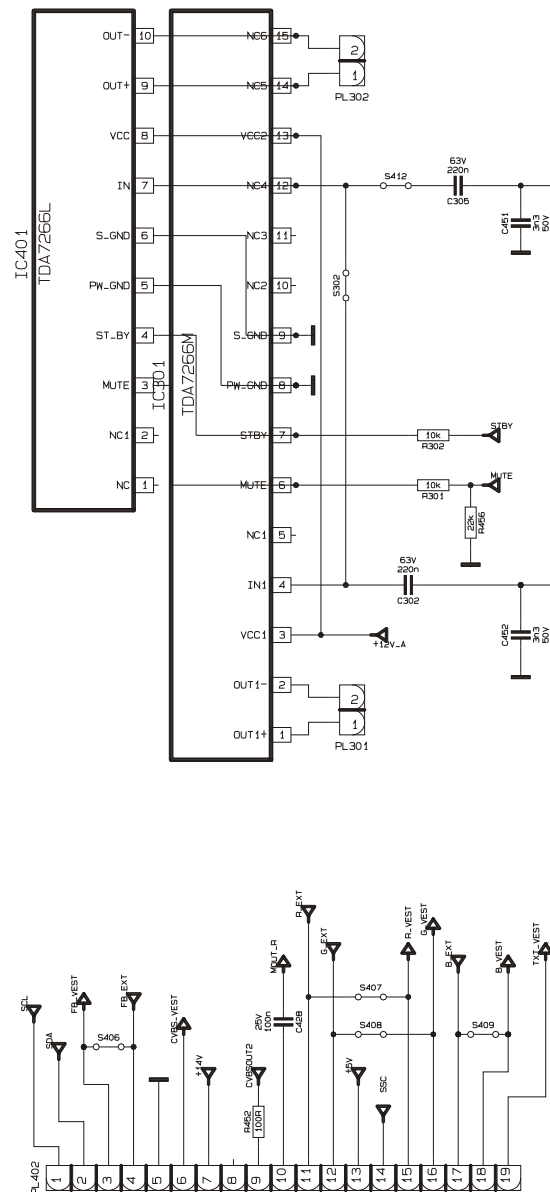 IC401
TDA7266L
OUT- 10
OUT+ 9
VCC 8
IN 7
S_GND 6
PW_GND 5
ST_BY 4
MUTE 3
NC1 2
NC 1
IC301
TDA7266M
NC6 15
NC5 14
VCC2 13
NC4 12
NC3 11
NC2 10
S_GND 9
PW_GND 8
STBY 7
MUTE 6
NC1 5
IN1 4
VCC1 3
OUT1- 2
OUT1+ 1
2
1
PL302
S412
63V
220n
C305
C451
3n3
50V
S302
10k
R302
STBY
10k
R301
MUTE
22k
R456
63V
220n
C302
C452
3n3
50V
+12V_A
2
1
PL301
SCL
SDA
FB_VEST
FB_EXT
S406
CVBS_VEST
+14V
CVBSOUT2
R452
100R
MOUT_R
25V
100n
C428
R_EXT
G_EXT
S407
S408
+5V
SSC
R_VEST
G_VEST
B_EXT
S409
B_VEST
TXT_VEST
PL402
1 2 3 4 5 6 7 8 9 10 11 12 13 14 15 16 17 18 19